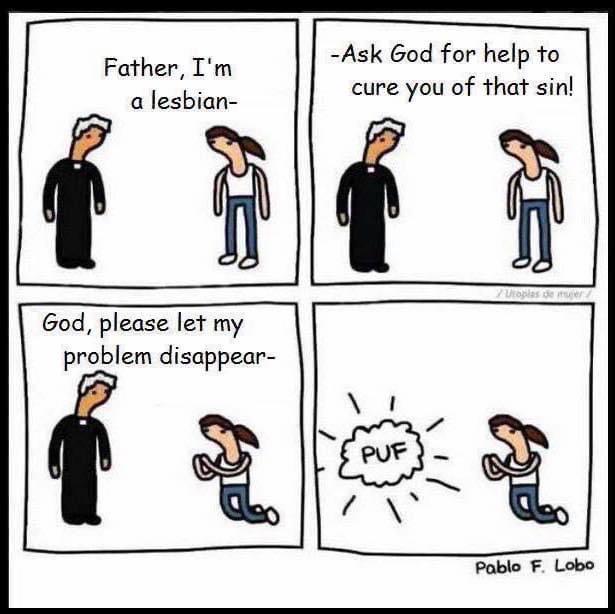 Father, I'm
a lesbian-
-Ask God for help to
cure you of that sin!
/ Utopías de mujer /
God, please let my
problem disappear-
PUF
Pablo F. Lobo